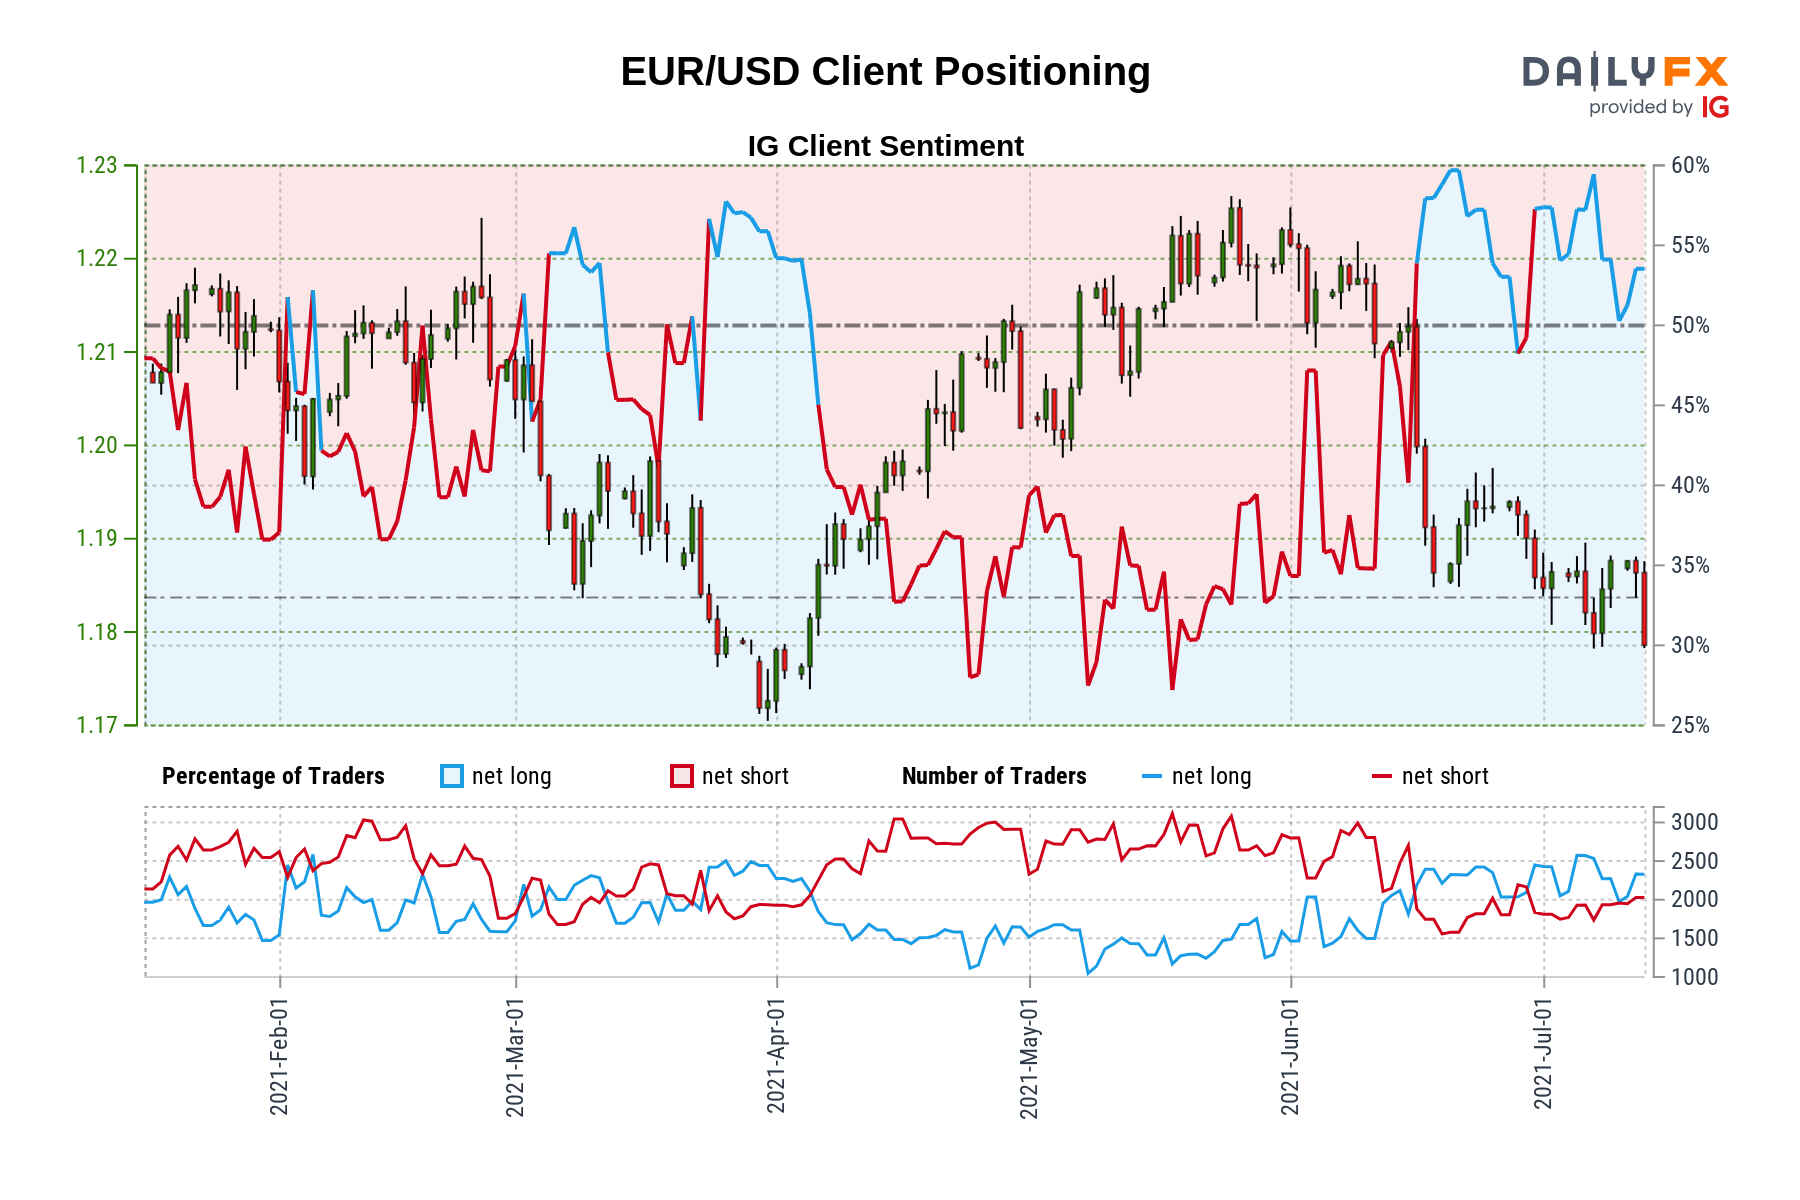 EUR/USD Client Positioning
DAILYFX
provided by IG
IG Client Sentiment
1.23
1.22
1.21
1.20
1.19
1.18
1.17
60%
55%
50%
45%
40%
35%
30%
25%
Percentage of Traders net long net short Number of Traders net long net short
3000
2500
2000
1500
1000
2021-Feb-01
2021-Mar-01
2021-Apr-01
2021-May-01
2021-Jun-01
2021-Jul-01